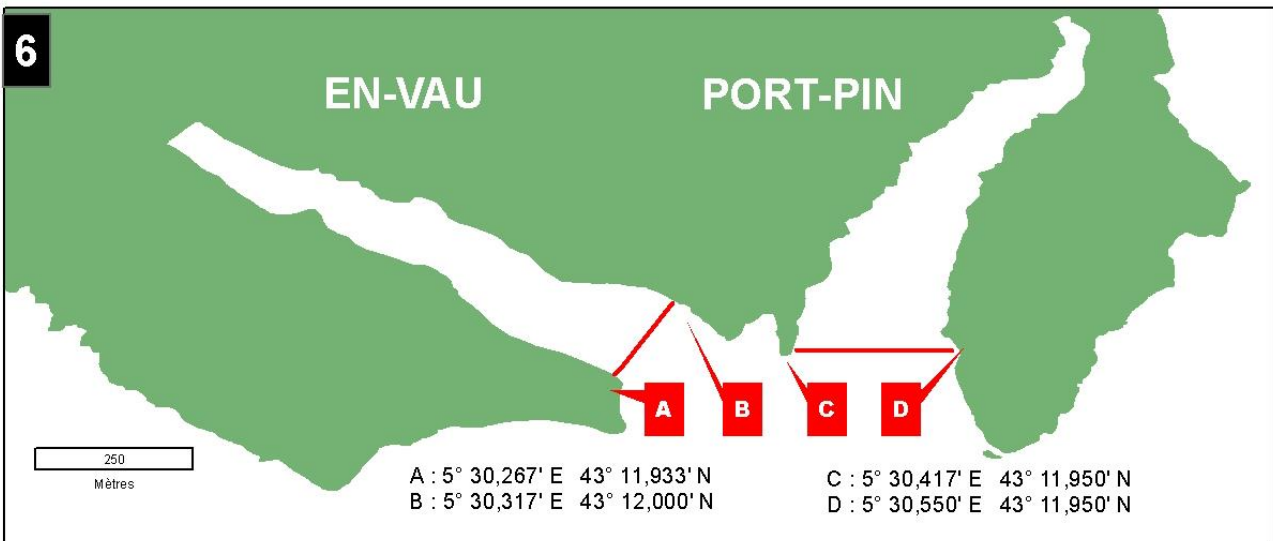 6
EN-VAU
PORT-PIN
A
B
C
D
250
Mètres
A : 5° 30,267' E 43° 11,933' N
B : 5° 30,317' E 43° 12,000' N
C : 5° 30,417' E 43° 11,950' N
D : 5° 30,550' E 43° 11,950' N